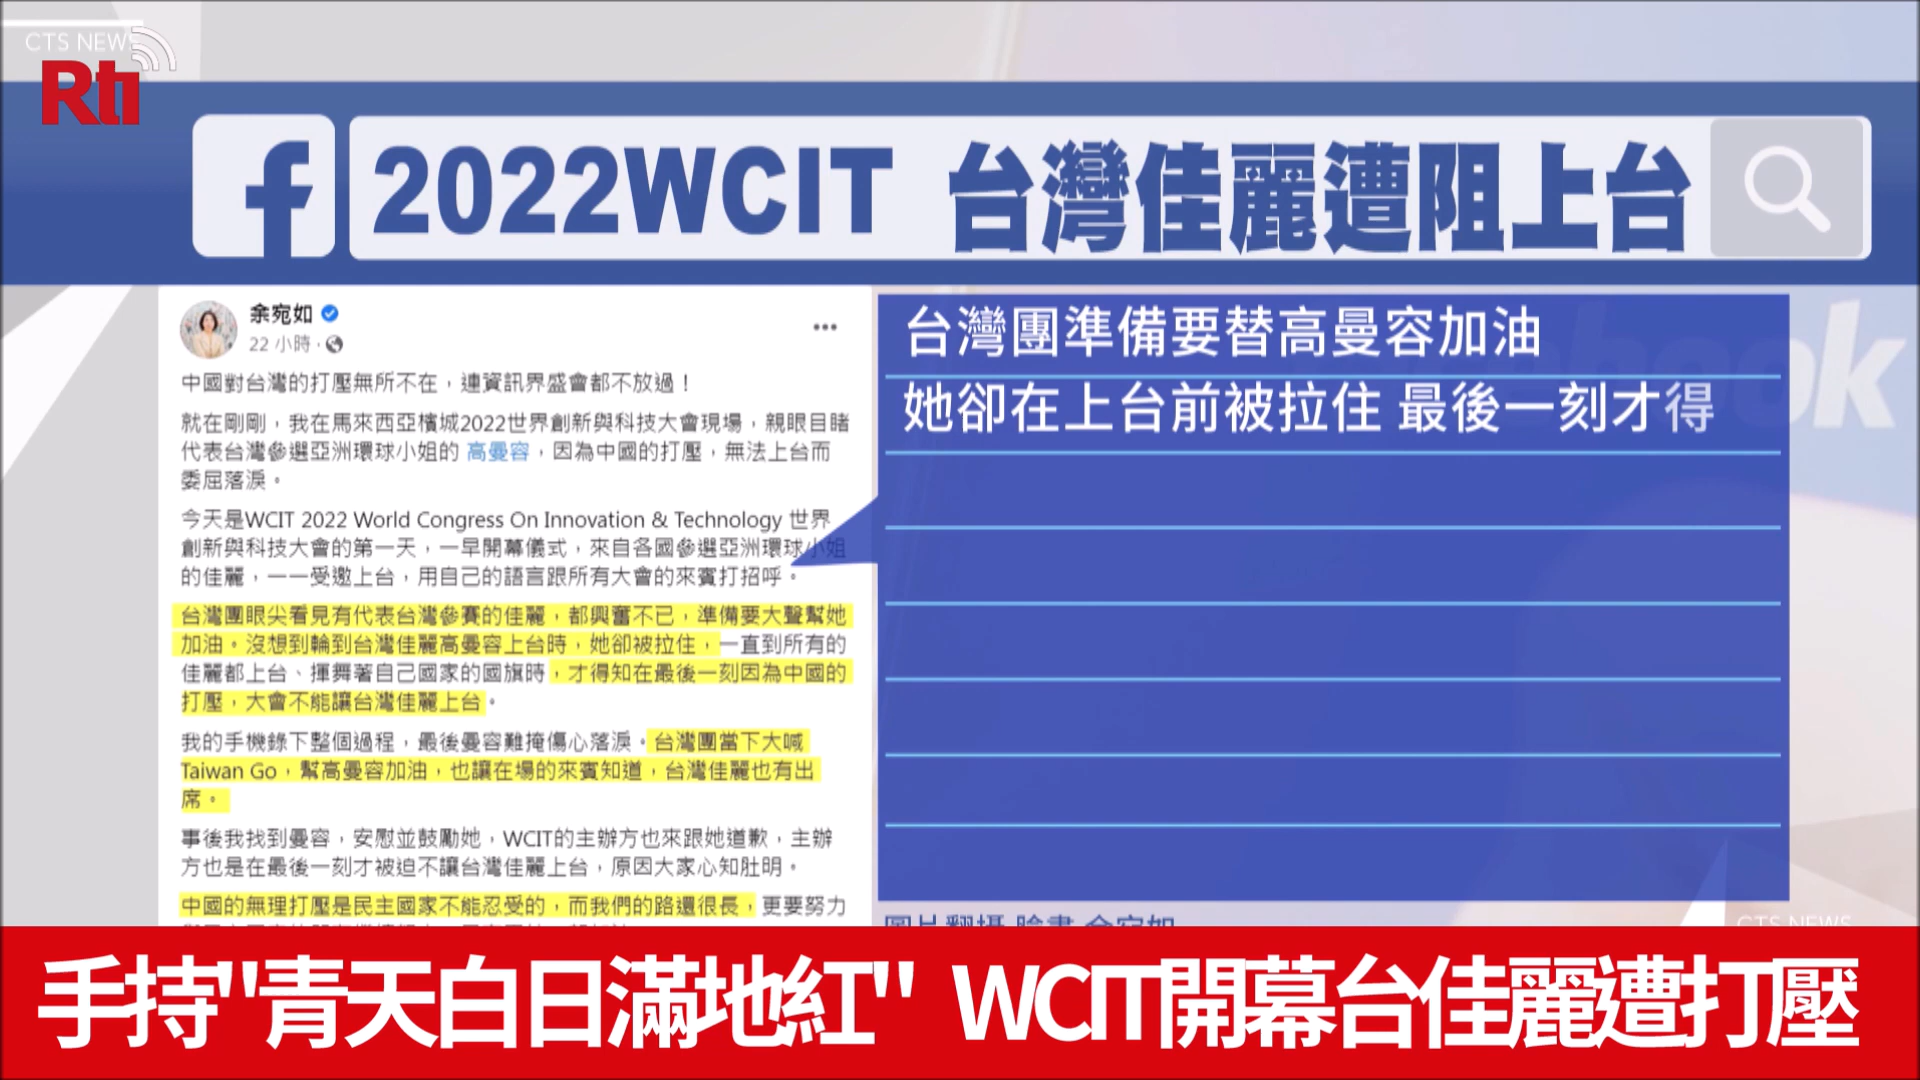 CTS NEWS
Rti
f
2022WCIT 台灣佳麗遭阻上台
余宛如
22 小時
中國對台灣的打壓無所不在，連資訊界盛會都不放過！
就在剛剛，我在馬來西亞檳城2022世界創新與科技大會現場，親眼目睹
代表台灣參選亞洲環球小姐的 高曼容，因為中國的打壓，無法上台而
委屈落淚。
今天是WCIT 2022 World Congress On Innovation & Technology 世界
創新與科技大會的第一天，一早開幕儀式，來自各國參選亞洲環球小姐
的佳麗，一一受邀上台，用自己的語言跟所有大會的來賓打招呼。
台灣團眼尖看見有代表台灣參賽的佳麗，都興奮不已，準備要大聲幫她
加油。沒想到輪到台灣佳麗高曼容上台時，她卻被拉住，一直到所有的
佳麗都上台、揮舞著自己國家的國旗時，才得知在最後一刻因為中國的
打壓，大會不能讓台灣佳麗上台。
我的手機錄下整個過程，最後曼容難掩傷心落淚。台灣團當下大喊
Taiwan Go，幫高曼容加油，也讓在場的來賓知道，台灣佳麗也有出
席。
事後我找到曼容，安慰並鼓勵她，WCIT的主辦方也來跟她道歉，主辦
方也是在最後一刻才被迫不讓台灣佳麗上台，原因大家心知肚明。
中國的無理打壓是民主國家不能忍受的，而我們的路還很長，更要努力
台灣團準備要替高曼容加油
她卻在上台前被拉住 最後一刻才得
ook
圖片翻攝 臉書 余宛如
CTS NEWS
手持"青天白日滿地紅" WCIT開幕台佳麗遭打壓